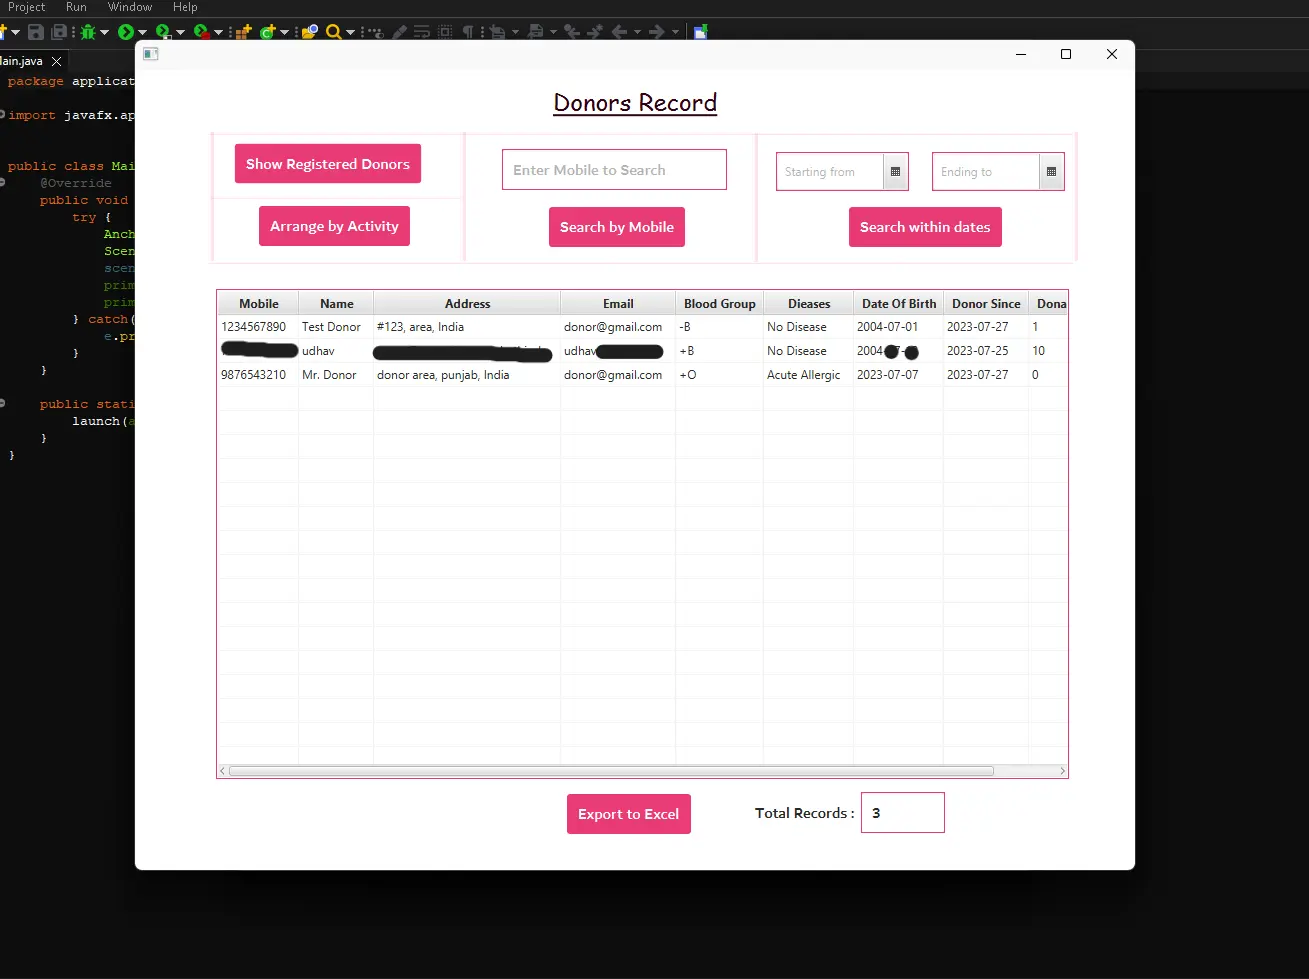 Project Run Window Help
ain.java
package applicat
import javafx.ap
public class Mai
@Override
public void
try {
Anch
Scen
scen
prim
prim
} catch(
e.pr
}
}
public stati
launch(a
}
}
Donors Record
Show Registered Donors
Arrange by Activity
Enter Mobile to Search
Search by Mobile
Starting from
Ending to
Search within dates
Mobile Name Address Email Blood Group Dieases Date Of Birth Donor Since Dona
1234567890 Test Donor #123, area, India donor@gmail.com -B No Disease 2004-07-01 2023-07-27 1
udhav udhav +B No Disease 2004 2023-07-25 10
9876543210 Mr. Donor donor area, punjab, India donor@gmail.com +O Acute Allergic 2023-07-07 2023-07-27 0
Export to Excel
Total Records : 3